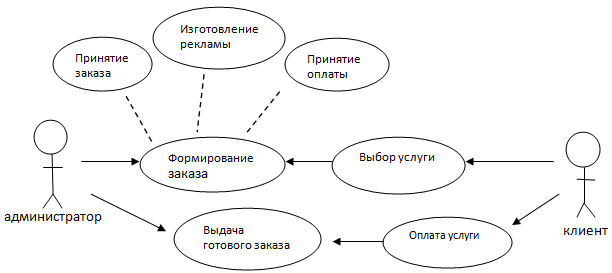 Изготовление
рекламы
Принятие
заказа
Принятие
оплаты
Формирование
заказа
Выбор услуги
администратор
Выдача
готового заказа
Оплата услуги
клиент